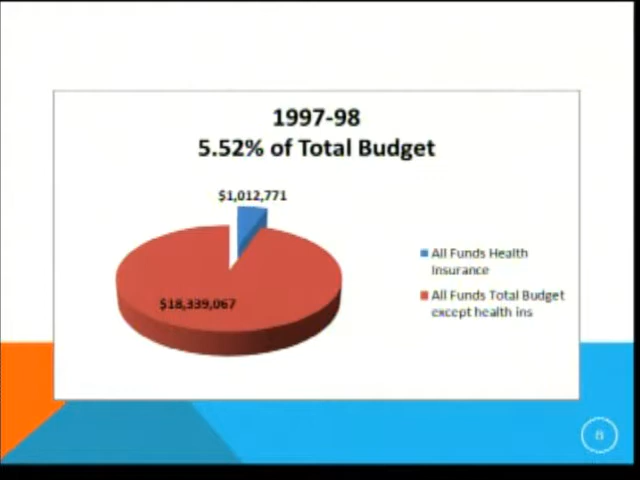 1997-98
5.52% of Total Budget
$1,012,771
$18,339,067
All Funds Health
Insurance
All Funds Total Budget
except health ins
8